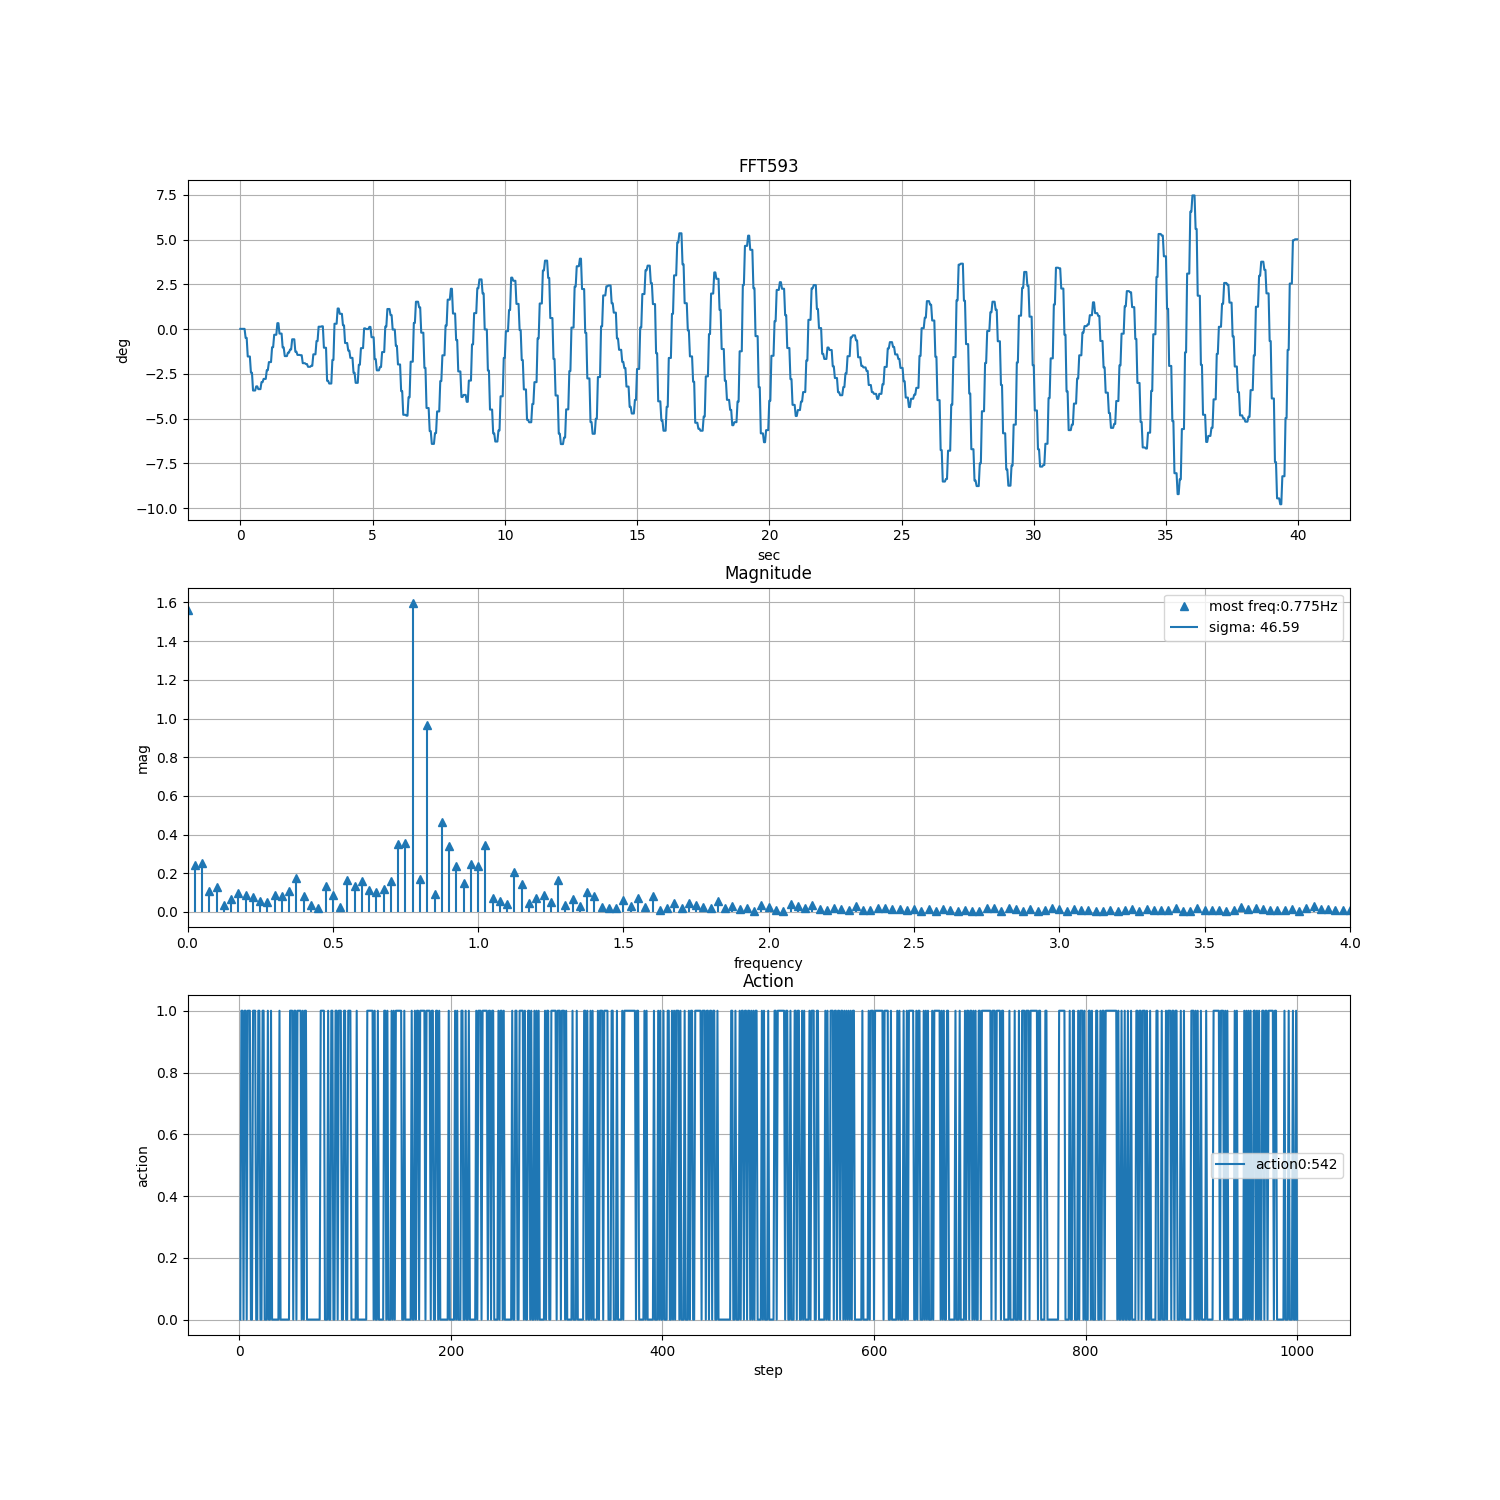 FFT593
7.5
5.0
2.5
0.0
−2.5
−5.0
−7.5
−10.0
deg
0 5 10 15 20 25 30 35 40
sec
Magnitude
1.6
1.4
1.2
1.0
0.8
0.6
0.4
0.2
0.0
mag
most freq:0.775Hz
sigma: 46.59
0.0 0.5 1.0 1.5 2.0 2.5 3.0 3.5 4.0
frequency
Action
1.0
0.8
0.6
0.4
0.2
0.0
action
action0:542
0 200 400 600 800 1000
step